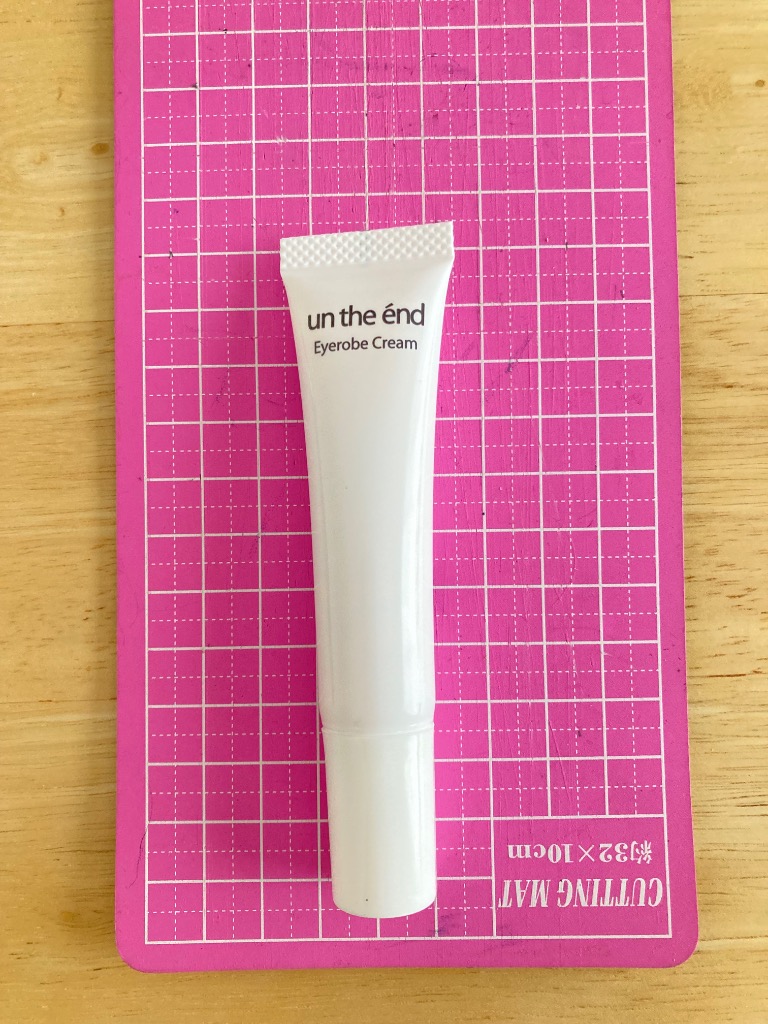 un the énd
Eyerobe Cream
CUTTING MAT
約32×10cm